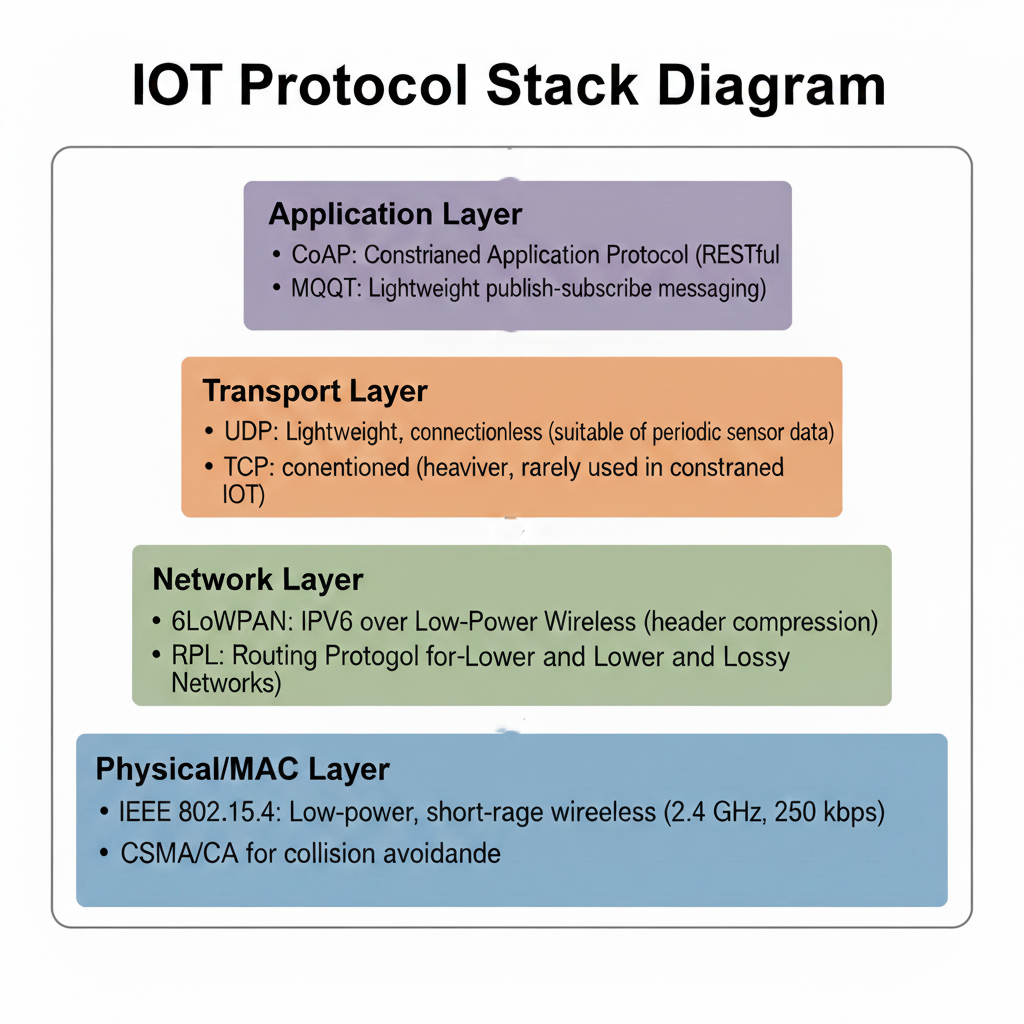 IOT Protocol Stack Diagram
Application Layer
• CoAP: Constrianed Application Protocol (RESTful
• MQQT: Lightweight publish-subscribe messaging)
Transport Layer
• UDP: Lightweight, connectionless (suitable of periodic sensor data)
• TCP: conentioned (heaviver, rarely used in constraned
IOT)
Network Layer
• 6LoWPAN: IPV6 over Low-Power Wireless (header compression)
• RPL: Routing Protogol for-Lower and Lower and Lossy
Networks)
Physical/MAC Layer
• IEEE 802.15.4: Low-power, short-rage wireeless (2.4 GHz, 250 kbps)
• CSMA/CA for collision avoidande